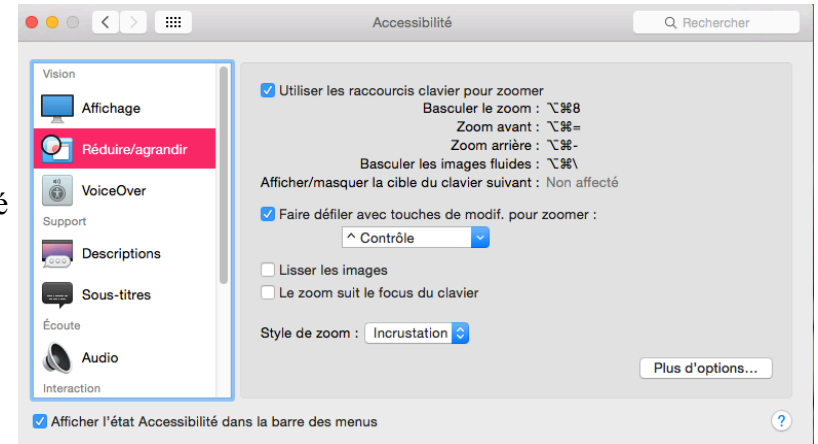 Accessibilité
Rechercher
Vision
Affichage
Réduire/agrandir
VoiceOver
Support
Descriptions
Sous-titres
Écoute
Audio
Interaction
é
Utiliser les raccourcis clavier pour zoomer
Basculer le zoom : ⌥⌘8
Zoom avant : ⌥⌘=
Zoom arrière : ⌥⌘-
Basculer les images fluides : ⌥⌘\
Afficher/masquer la cible du clavier suivant : Non affecté
Faire défiler avec touches de modif. pour zoomer :
^ Contrôle
Lisser les images
Le zoom suit le focus du clavier
Style de zoom : Incrustation
Plus d'options...
Afficher l'état Accessibilité dans la barre des menus
?